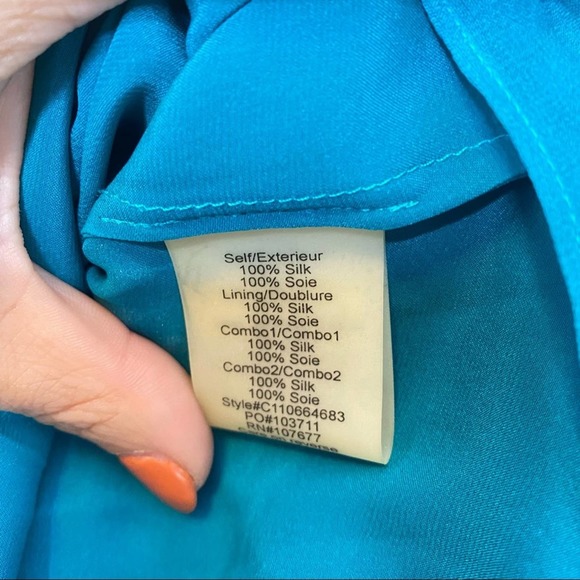 Self/Exterieur
100% Silk
100% Soie
Lining/Doublure
100% Silk
100% Soie
Combo1/Combo1
100% Silk
100% Soie
Combo2/Combo2
100% Silk
100% Soie
Style#C110664683
PO#103711
RN#107677